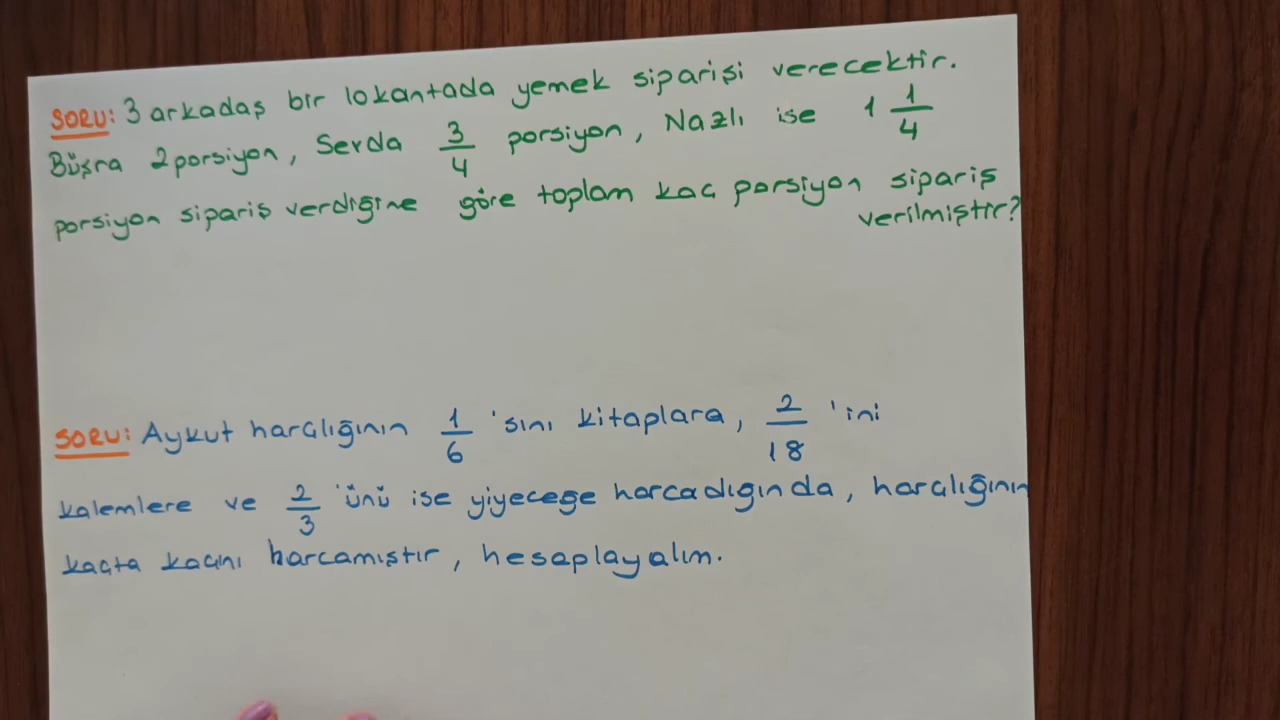 SORU: 3 arkadaş bir lokantada yemek siparişi verecektir.
Büşra 2 porsiyon, Serda 3/4 porsiyon, Nazlı ise 1 1/4
porsiyon sipariş verdiğine göre toplam kaç porsiyon sipariş
verilmiştir?
SORU: Aykut harçlığının 1/6 'sını kitaplara, 2/18 'ini
kalemlere ve 2/3 'ünü ise yiyeceğe harcadığında, harçlığının
kaçta kaçını harcamıştır, hesaplayalım.